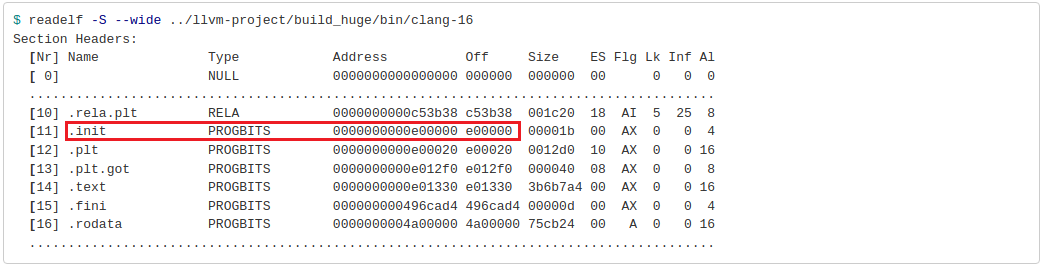 $ readelf -S --wide ../llvm-project/build_huge/bin/clang-16
Section Headers:
  [Nr] Name              Type            Address          Off    Size   ES Flg Lk Inf Al
  [ 0]                   NULL            0000000000000000 000000 000000 00      0   0  0
  ........................................................................................
  [10] .rela.plt         RELA            0000000000c53b38 c53b38 001c20 18  AI  5  25  8
  [11] .init             PROGBITS        0000000000e00000 e00000 00001b 00  AX  0   0  4
  [12] .plt              PROGBITS        0000000000e00020 e00020 0012d0 10  AX  0   0 16
  [13] .plt.got          PROGBITS        0000000000e012f0 e012f0 000040 08  AX  0   0  8
  [14] .text             PROGBITS        0000000000e01330 e01330 3b6b7a4 00  AX  0   0 16
  [15] .fini             PROGBITS        000000000496cad4 496cad4 00000d 00  AX  0   0  4
  [16] .rodata           PROGBITS        0000000004a00000 4a00000 75cb24 00   A  0   0 16
  ........................................................................................